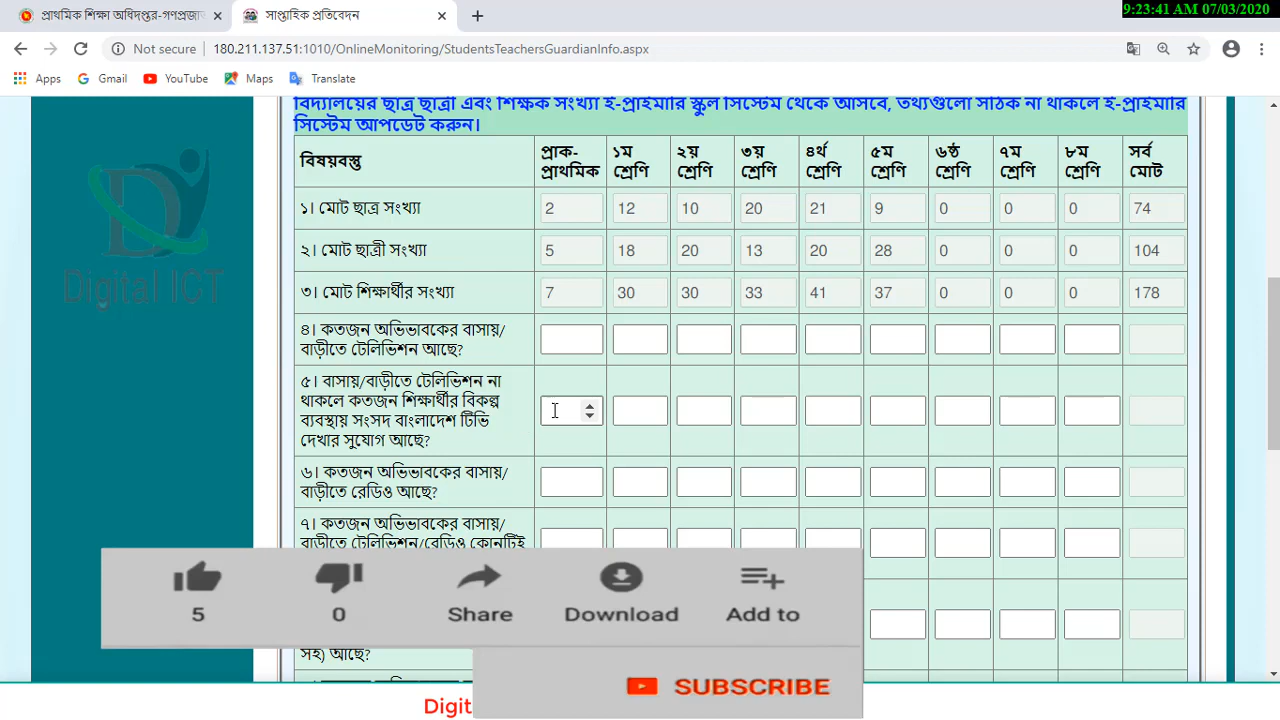 9:23:41 AM 07/03/2020
প্রাথমিক শিক্ষা অধিদপ্তর-গণপ্রজা
সাপ্তাহিক প্রতিবেদন
Not secure
180.211.137.51:1010/OnlineMonitoring/StudentsTeachersGuardianInfo.aspx
Apps Gmail YouTube Maps Translate
বিদ্যালয়ের ছাত্র ছাত্রী এবং শিক্ষক সংখ্যা ই-প্রাইমারি স্কুল সিস্টেম থেকে আসবে, তথ্যগুলো সঠিক না থাকলে ই-প্রাইমারি
সিস্টেম আপডেট করুন।
বিষয়বস্তু
প্রাক-
প্রাথমিক
১ম
শ্রেণি
২য়
শ্রেণি
৩য়
শ্রেণি
৪র্থ
শ্রেণি
৫ম
শ্রেণি
৬ষ্ঠ
শ্রেণি
৭ম
শ্রেণি
৮ম
শ্রেণি
সর্ব
মোট
১। মোট ছাত্র সংখ্যা 2 12 10 20 21 9 0 0 0 74
২। মোট ছাত্রী সংখ্যা 5 18 20 13 20 28 0 0 0 104
৩। মোট শিক্ষার্থীর সংখ্যা 7 30 30 33 41 37 0 0 0 178
৪। কতজন অভিভাবকের বাসায়/
বাড়ীতে টেলিভিশন আছে?
৫। বাসায়/বাড়ীতে টেলিভিশন না
থাকলে কতজন শিক্ষার্থীর বিকল্প
ব্যবস্থায় সংসদ বাংলাদেশ টিভি
দেখার সুযোগ আছে?
৬। কতজন অভিভাবকের বাসায়/
বাড়ীতে রেডিও আছে?
৭। কতজন অভিভাবকের বাসায়/
বাড়ীতে টেলিভিশন/রেডিও কোনটিই
সহ) আছে?
Digital ICT
5 0 Share Download Add to
SUBSCRIBE
Digit